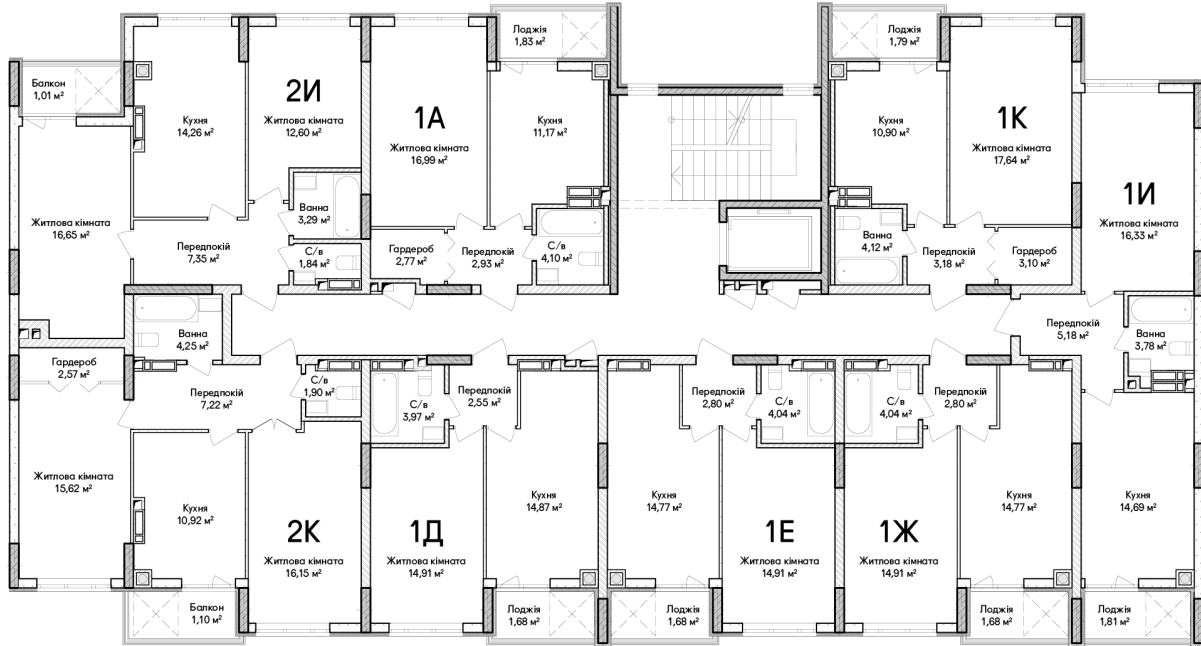 Балкон
1,01 м²
Кухня
14,26 м²
2И
Житлова кімната
12,60 м²
1А
Житлова кімната
16,99 м²
Лоджія
1,83 м²
Кухня
11,17 м²
Лоджія
1,79 м²
Кухня
10,90 м²
1К
Житлова кімната
17,64 м²
1И
Житлова кімната
16,33 м²
Житлова кімната
16,65 м²
Передпокій
7,35 м²
Ванна
3,29 м²
С/в
1,84 м²
Гардероб
2,77 м²
Передпокій
2,93 м²
С/в
4,10 м²
Ванна
4,12 м²
Передпокій
3,18 м²
Гардероб
3,10 м²
Передпокій
5,18 м²
Ванна
3,78 м²
Ванна
4,25 м²
Гардероб
2,57 м²
Передпокій
7,22 м²
С/в
1,90 м²
С/в
3,97 м²
Передпокій
2,55 м²
Передпокій
2,80 м²
С/в
4,04 м²
С/в
4,04 м²
Передпокій
2,80 м²
Житлова кімната
15,62 м²
Кухня
10,92 м²
2К
Житлова кімната
16,15 м²
1Д
Житлова кімната
14,91 м²
Кухня
14,87 м²
Кухня
14,77 м²
1Е
Житлова кімната
14,91 м²
1Ж
Житлова кімната
14,91 м²
Кухня
14,77 м²
Кухня
14,69 м²
Балкон
1,10 м²
Лоджія
1,68 м²
Лоджія
1,68 м²
Лоджія
1,68 м²
Лоджія
1,81 м²